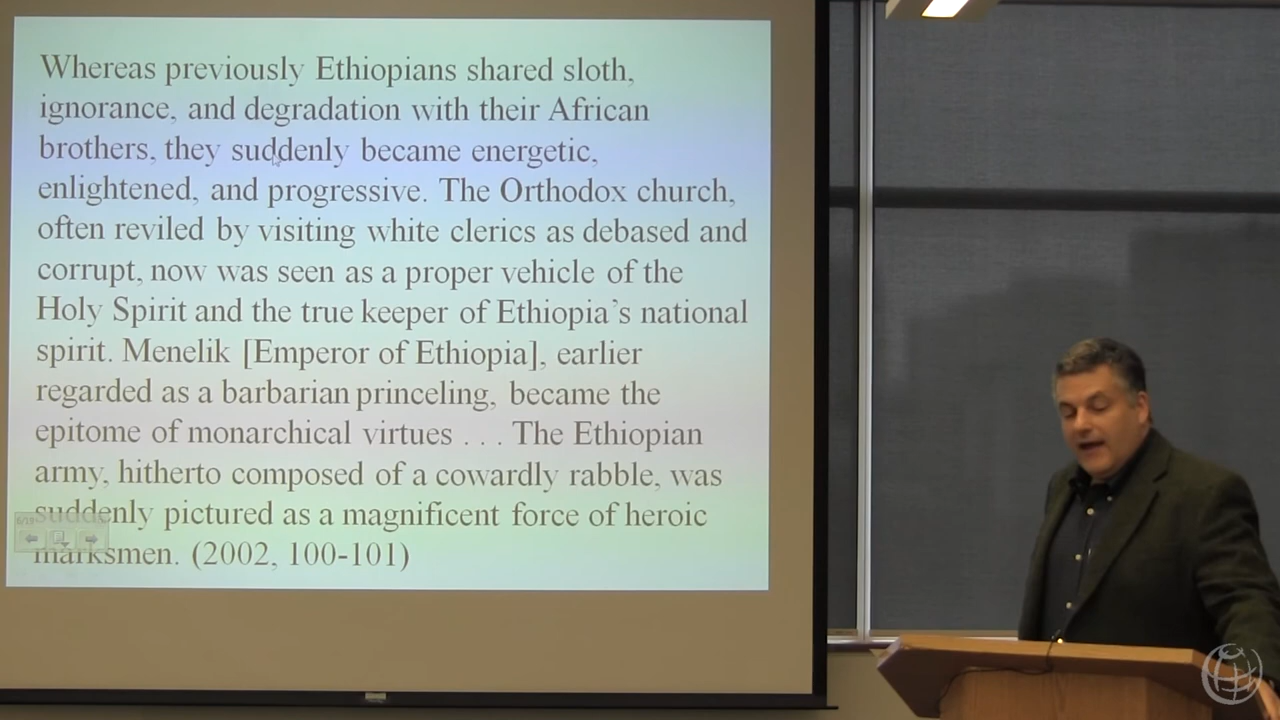 Whereas previously Ethiopians shared sloth,
ignorance, and degradation with their African
brothers, they suddenly became energetic,
enlightened, and progressive. The Orthodox church,
often reviled by visiting white clerics as debased and
corrupt, now was seen as a proper vehicle of the
Holy Spirit and the true keeper of Ethiopia's national
spirit. Menelik [Emperor of Ethiopia], earlier
regarded as a barbarian princeling, became the
epitome of monarchical virtues . . . The Ethiopian
army, hitherto composed of a cowardly rabble, was
suddenly pictured as a magnificent force of heroic
marksmen. (2002, 100-101)